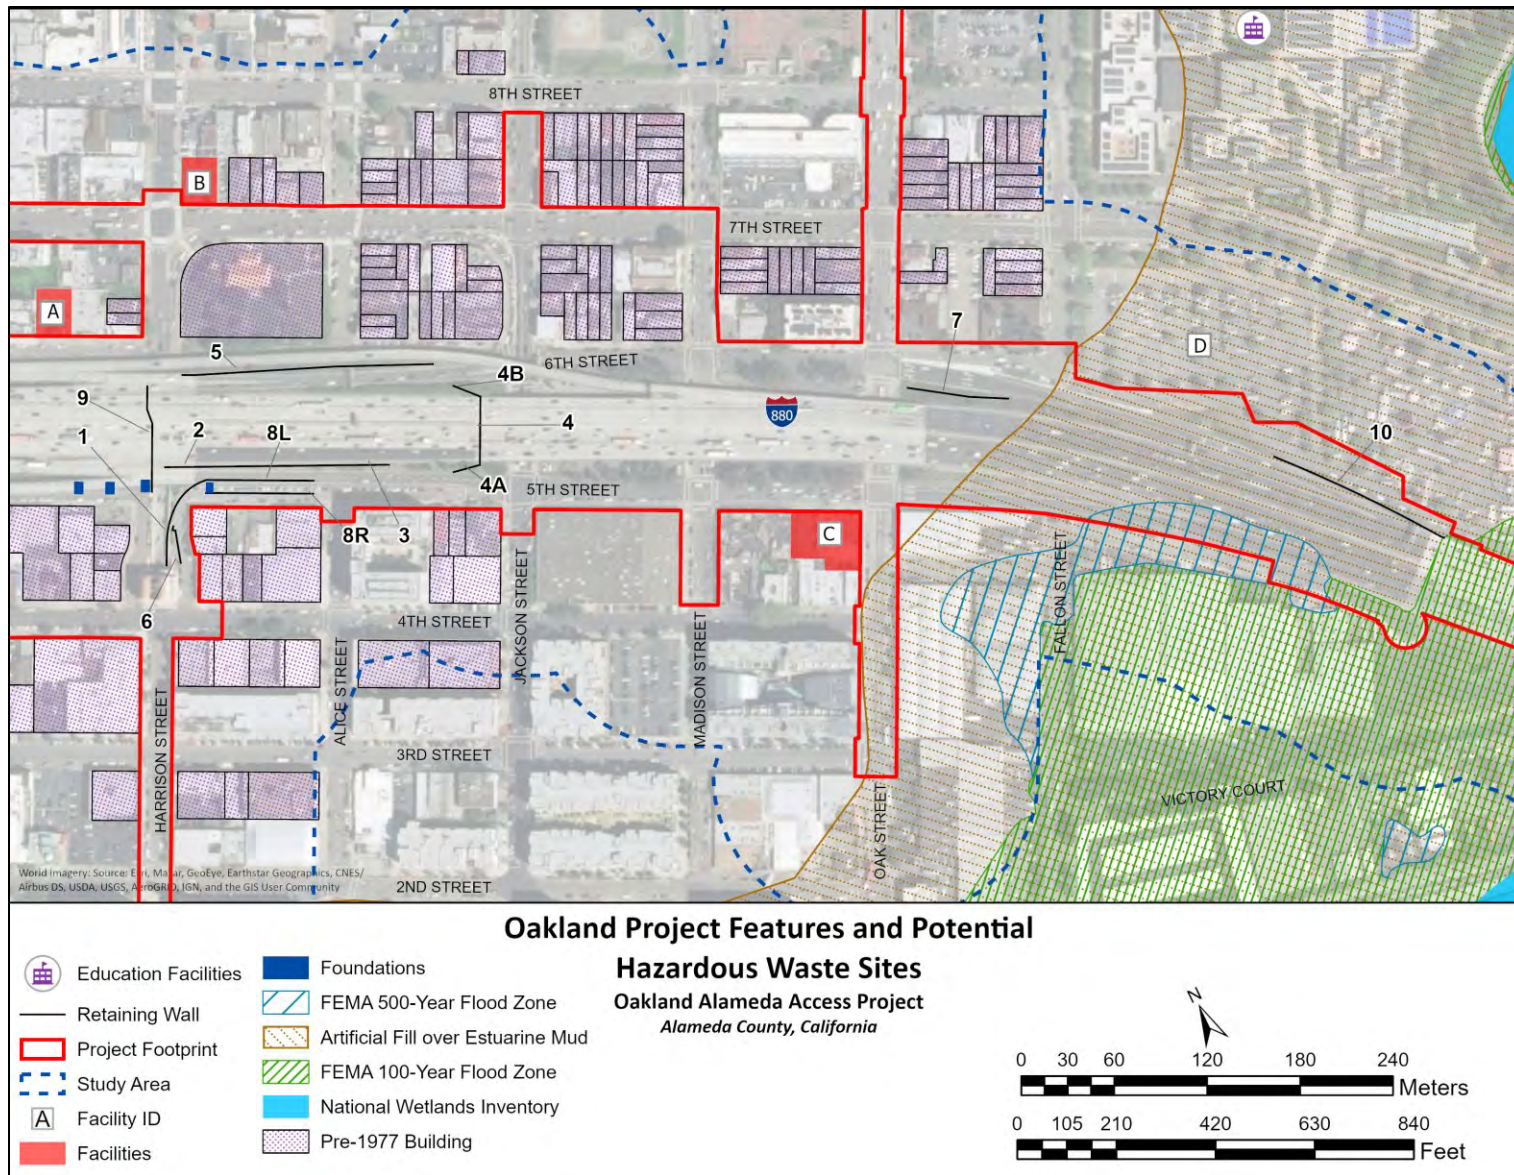 8TH STREET
B
7TH STREET
A
D
7
5
6TH STREET
4B
9
880
4
1
2
8L
10
4A
5TH STREET
C
8R
3
6
4TH STREET
JACKSON STREET
MADISON STREET
FALLON STREET
ALICE STREET
HARRISON STREET
3RD STREET
VICTORY COURT
OAK STREET
World Imagery: Source: Esri, Maxar, GeoEye, Earthstar Geographics, CNES/
Airbus DS, USDA, USGS, AeroGRID, IGN, and the GIS User Community
2ND STREET
Oakland Project Features and Potential
Hazardous Waste Sites
Oakland Alameda Access Project
Alameda County, California
Education Facilities
Retaining Wall
Project Footprint
Study Area
A Facility ID
Facilities
Foundations
FEMA 500-Year Flood Zone
Artificial Fill over Estuarine Mud
FEMA 100-Year Flood Zone
National Wetlands Inventory
Pre-1977 Building
N
0 30 60 120 180 240
Meters
0 105 210 420 630 840
Feet